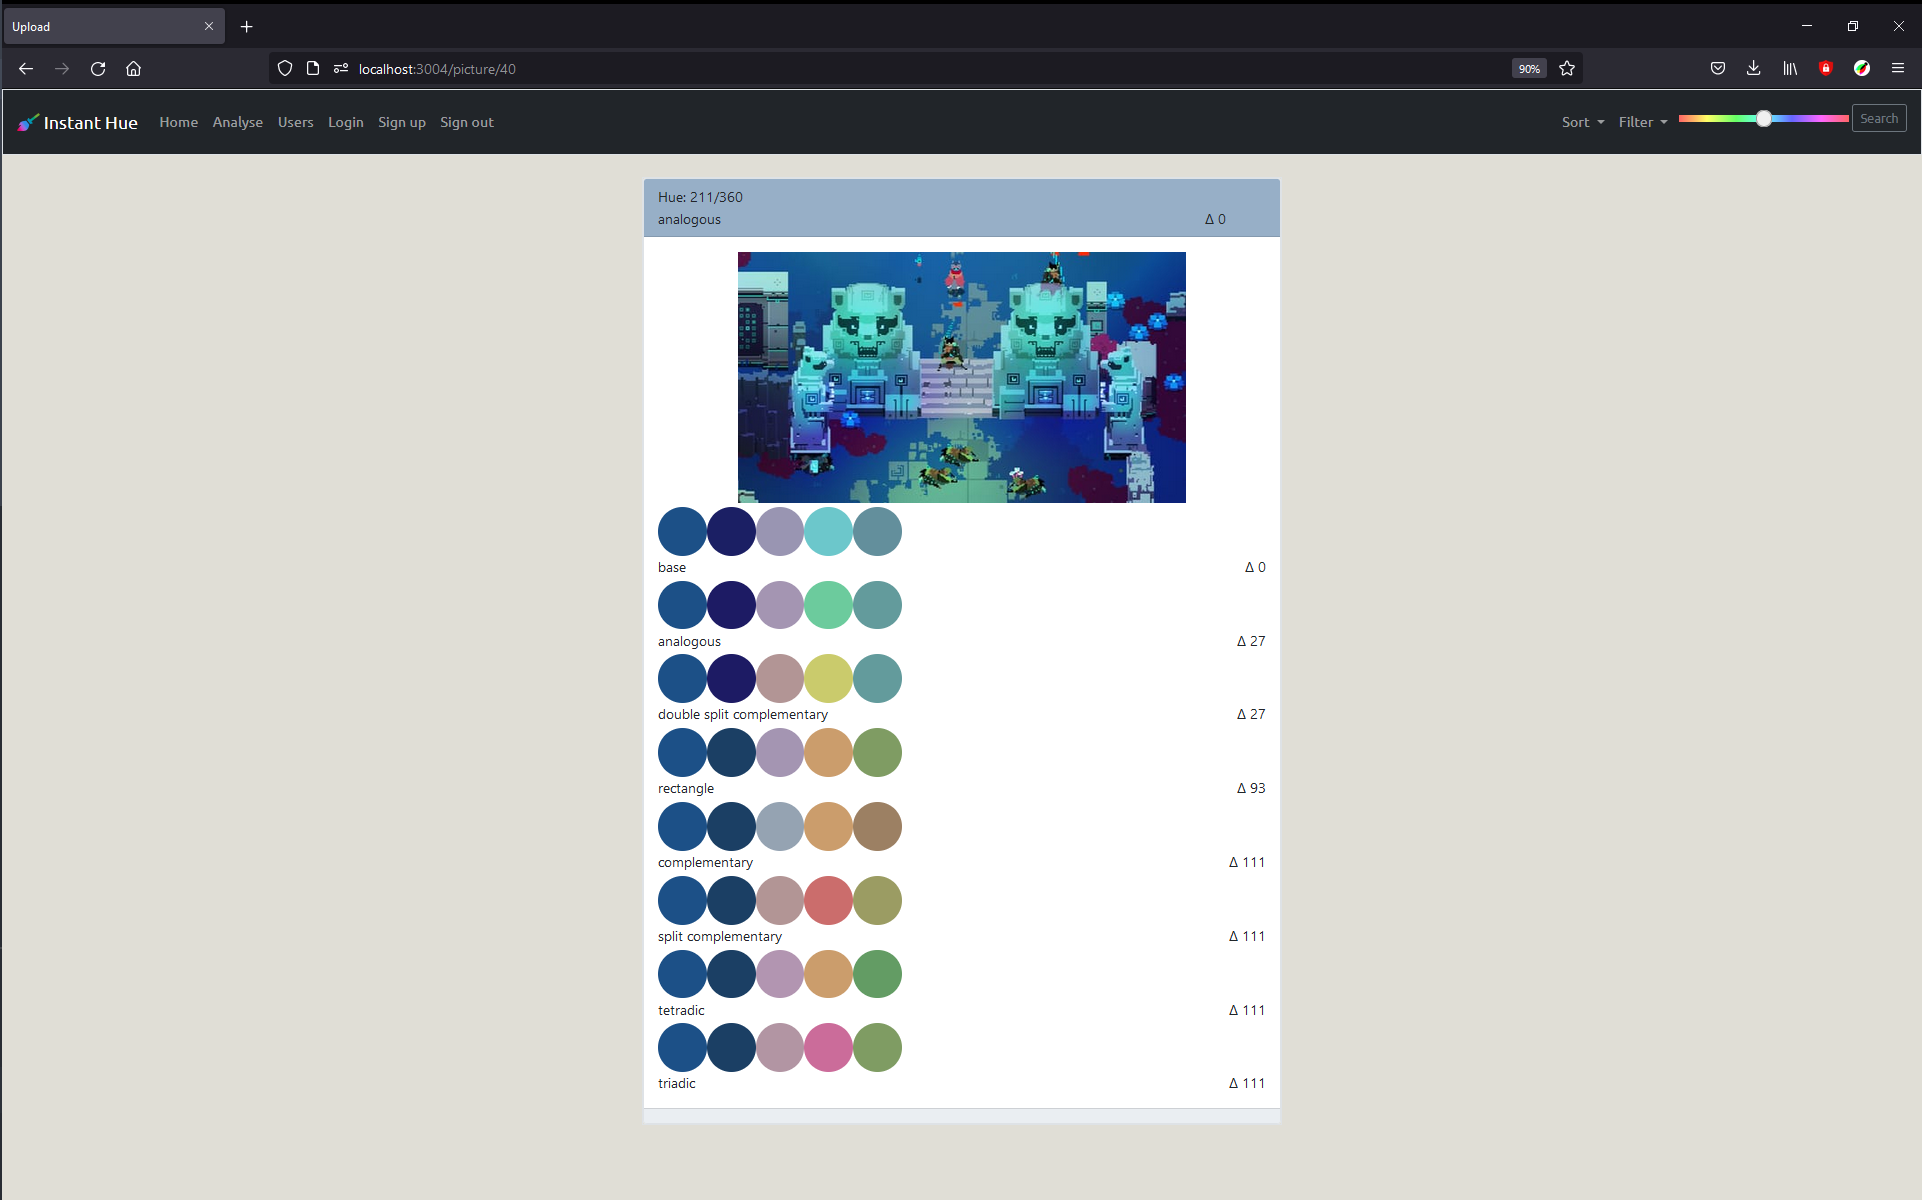 Upload
localhost:3004/picture/40
90%
Instant Hue Home Analyse Users Login Sign up Sign out Sort Filter Search
Hue: 211/360
analogous Δ 0
base Δ 0
analogous Δ 27
double split complementary Δ 27
rectangle Δ 93
complementary Δ 111
split complementary Δ 111
tetradic Δ 111
triadic Δ 111